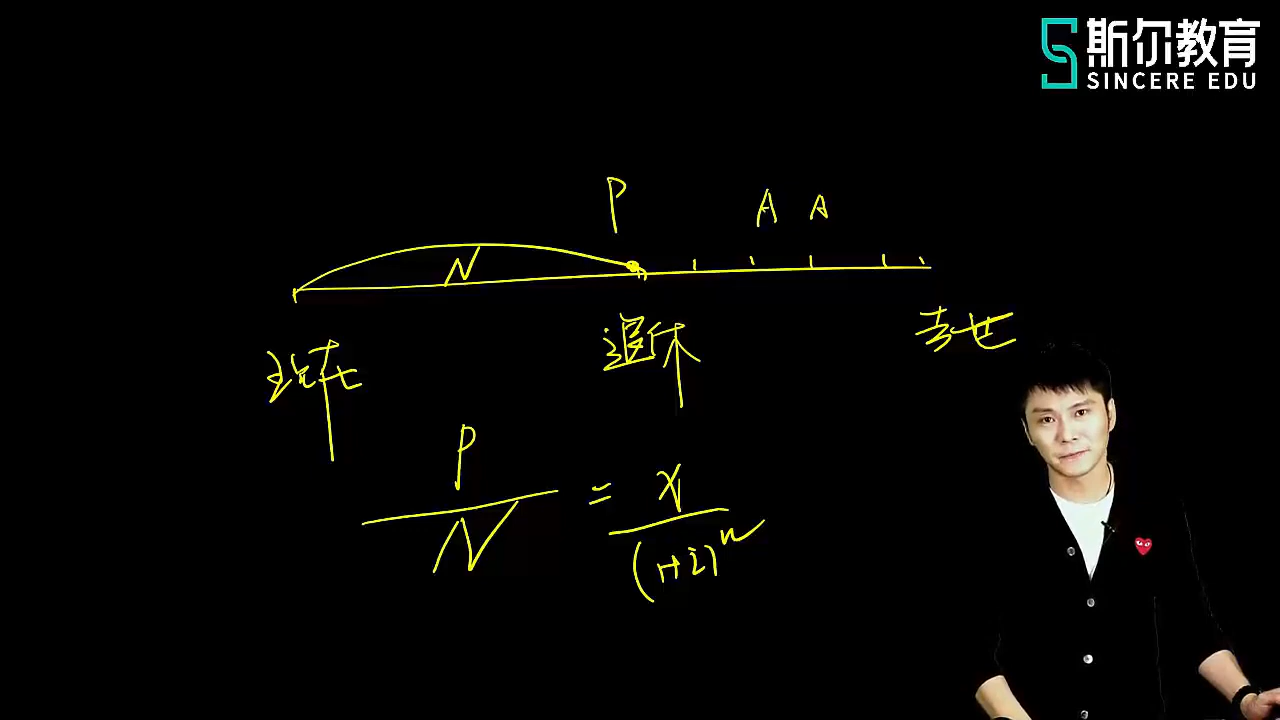 斯尔教育
SINCERE EDU
P A A
N
现在 退休 去世
P
N
= x
(1+i)^n